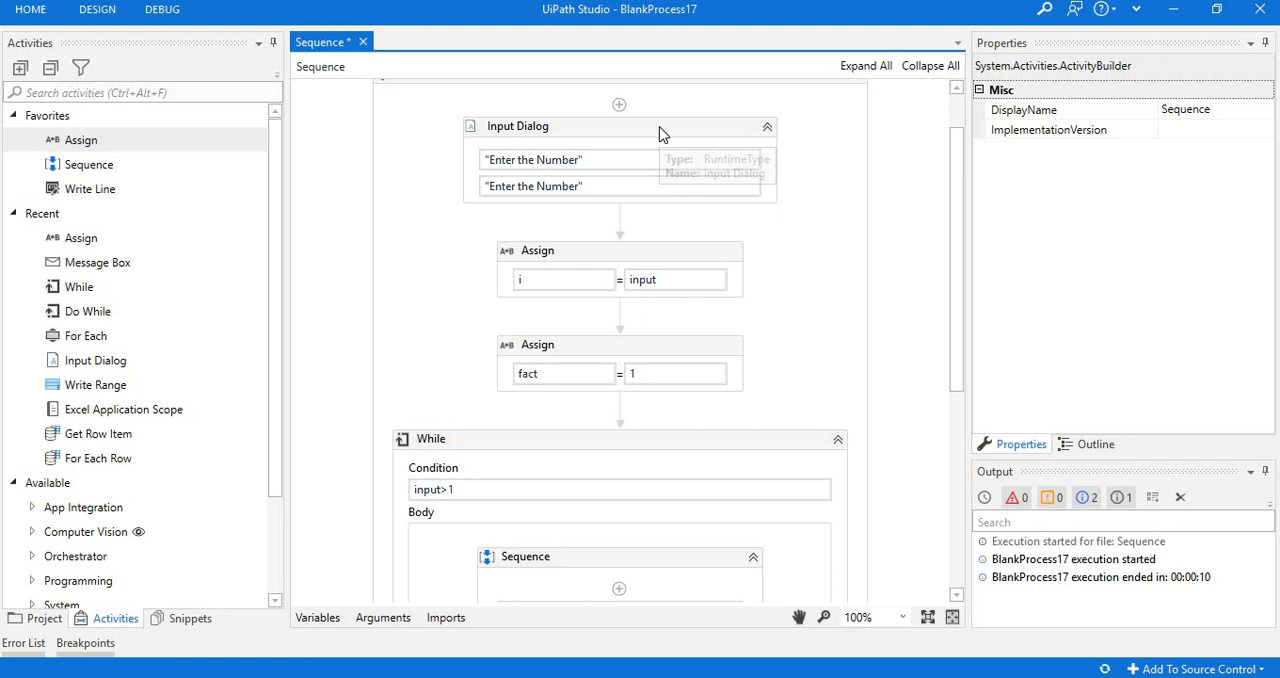 HOME DESIGN DEBUG
UiPath Studio - BlankProcess17
Activities
Search activities (Ctrl+Alt+F)
Favorites
A+B Assign
Sequence
Write Line
Recent
A+B Assign
Message Box
While
Do While
For Each
Input Dialog
Write Range
Excel Application Scope
Get Row Item
For Each Row
Available
App Integration
Computer Vision
Orchestrator
Programming
System
Project Activities Snippets
Error List Breakpoints
Sequence *
Sequence
Expand All Collapse All
Input Dialog
"Enter the Number"
"Enter the Number"
Type: RuntimeType
Name: Input Dialog
A+B Assign
i = input
A+B Assign
fact = 1
While
Condition
input>1
Body
Sequence
Variables Arguments Imports
100%
Properties
System.Activities.ActivityBuilder
Misc
DisplayName Sequence
ImplementationVersion
Properties Outline
Output
0 0 2 1
Search
Execution started for file: Sequence
BlankProcess17 execution started
BlankProcess17 execution ended in: 00:00:10
Add To Source Control